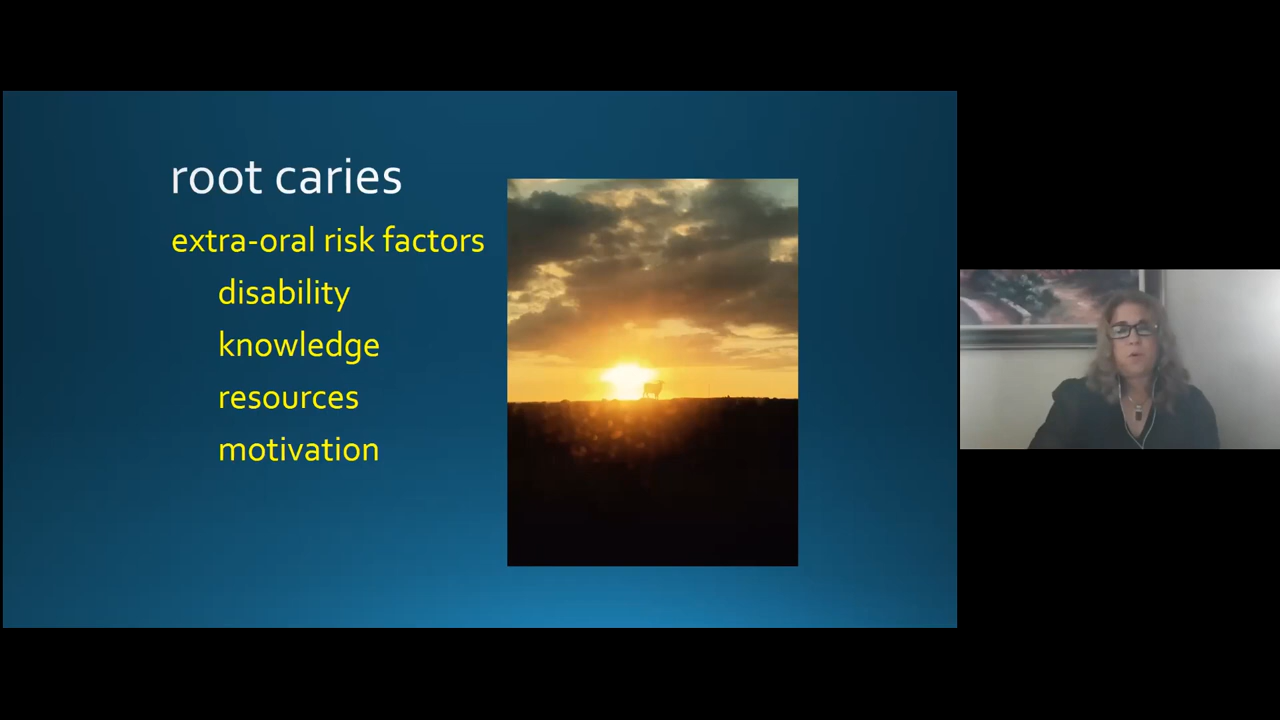 root caries
extra-oral risk factors
disability
knowledge
resources
motivation